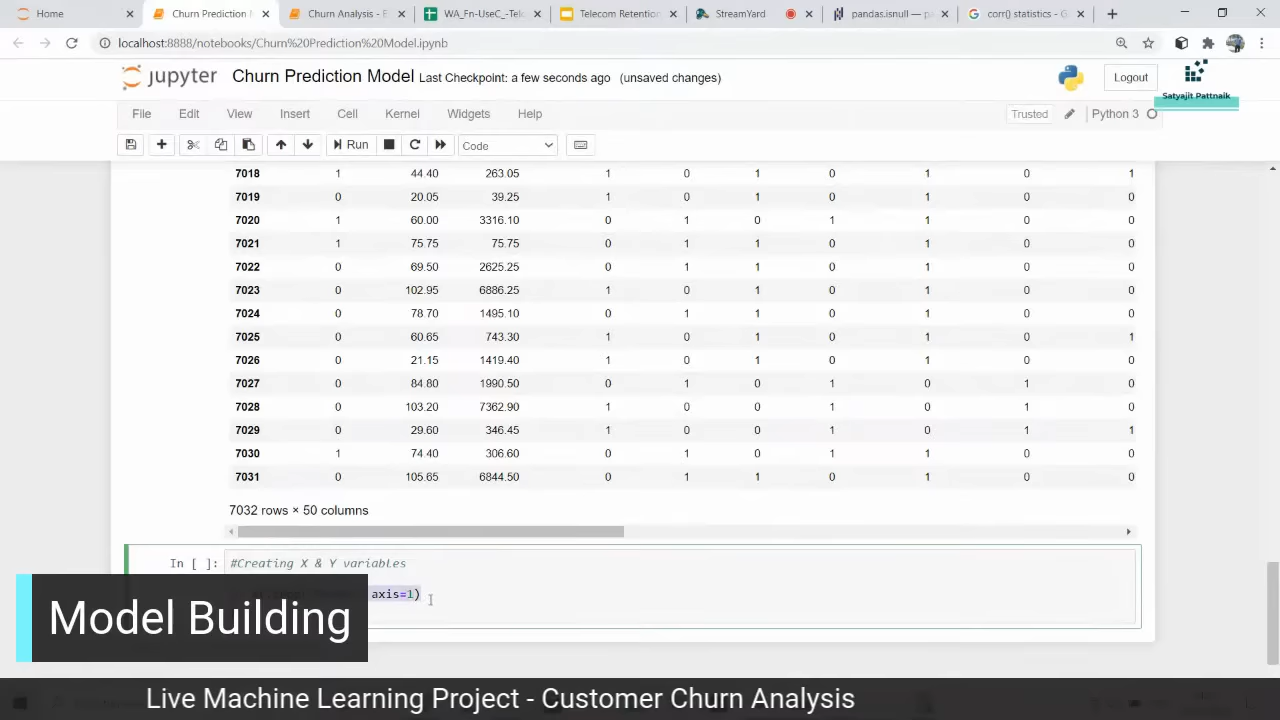 Home
Churn Prediction M
Churn Analysis - E
WA_Fn-UseC_-Telc
Telecom Retention
StreamYard
pandas.isnull — pa
corr() statistics - G
localhost:8888/notebooks/Churn%20Prediction%20Model.ipynb
jupyter Churn Prediction Model Last Checkpoint: a few seconds ago (unsaved changes)
Logout
Satyajit Pattnaik
File Edit View Insert Cell Kernel Widgets Help
Trusted
Python 3
Run
Code
7018 1 44.40 263.05 1 0 1 0 1 0 1
7019 0 20.05 39.25 1 0 1 0 1 0 0
7020 1 60.00 3316.10 0 1 0 1 1 0 0
7021 1 75.75 75.75 0 1 1 0 1 0 0
7022 0 69.50 2625.25 0 1 1 0 1 0 0
7023 0 102.95 6886.25 1 0 1 0 1 0 0
7024 0 78.70 1495.10 0 1 1 0 1 0 0
7025 0 60.65 743.30 1 0 1 0 1 0 1
7026 0 21.15 1419.40 1 0 1 0 1 0 0
7027 0 84.80 1990.50 0 1 0 1 0 1 0
7028 0 103.20 7362.90 1 0 0 1 0 1 0
7029 0 29.60 346.45 1 0 0 1 0 1 1
7030 1 74.40 306.60 0 1 0 1 1 0 0
7031 0 105.65 6844.50 0 1 1 0 1 0 0
7032 rows × 50 columns
In [ ]: #Creating X & Y variables
axis=1)
Model Building
Live Machine Learning Project - Customer Churn Analysis